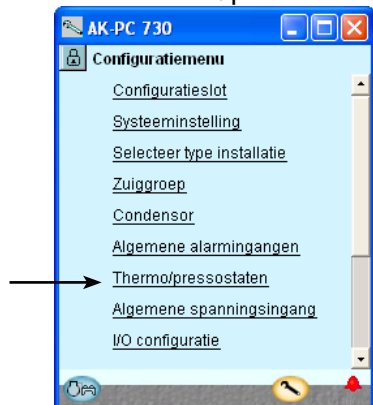 AK-PC 730
Configuratiemenu
Configuratieslot
Systeeminstelling
Selecteer type installatie
Zuiggroep
Condensor
Algemene alarmingangen
Thermo/pressostaten
Algemene spanningsingang
I/O configuratie